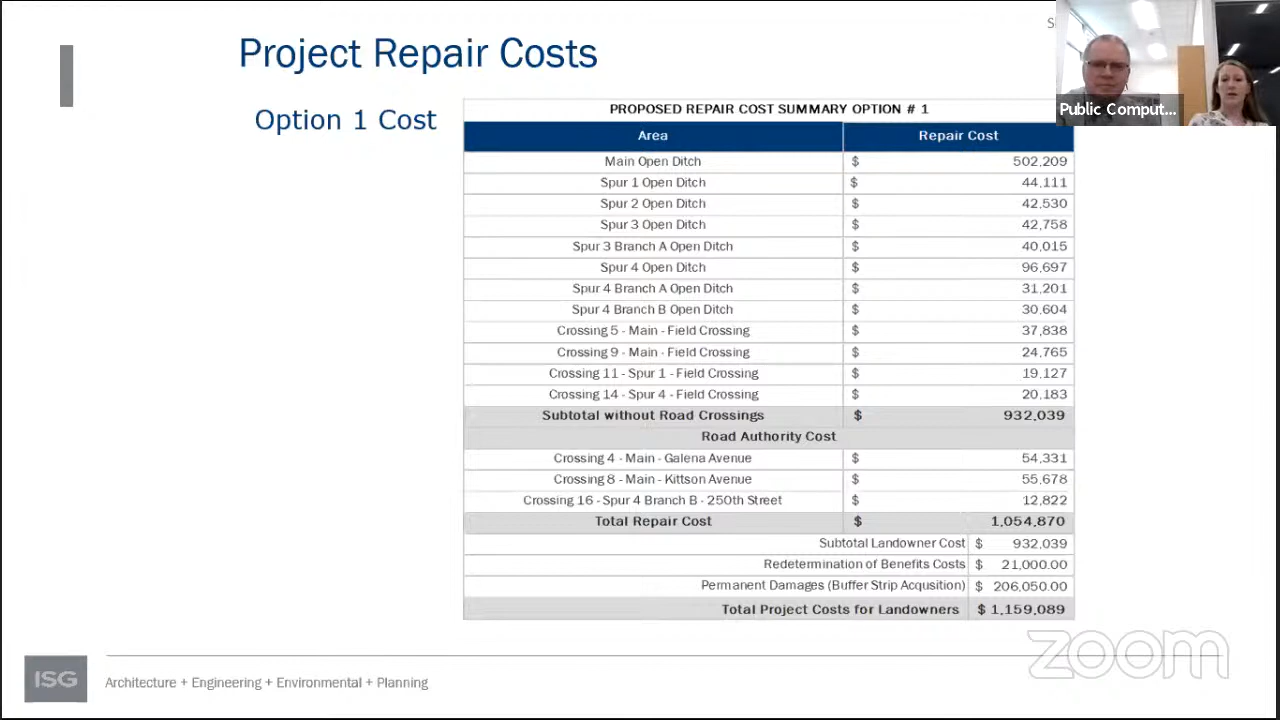 Project Repair Costs
Option 1 Cost
PROPOSED REPAIR COST SUMMARY OPTION # 1
Area Repair Cost
Main Open Ditch $ 502,209
Spur 1 Open Ditch $ 44,111
Spur 2 Open Ditch $ 42,530
Spur 3 Open Ditch $ 42,758
Spur 3 Branch A Open Ditch $ 40,015
Spur 4 Open Ditch $ 96,697
Spur 4 Branch A Open Ditch $ 31,201
Spur 4 Branch B Open Ditch $ 30,604
Crossing 5 - Main - Field Crossing $ 37,838
Crossing 9 - Main - Field Crossing $ 24,765
Crossing 11 - Spur 1 - Field Crossing $ 19,127
Crossing 14 - Spur 4 - Field Crossing $ 20,183
Subtotal without Road Crossings $ 932,039
Road Authority Cost
Crossing 4 - Main - Galena Avenue $ 54,331
Crossing 8 - Main - Kittson Avenue $ 55,678
Crossing 16 - Spur 4 Branch B - 250th Street $ 12,822
Total Repair Cost $ 1,054,870
Subtotal Landowner Cost $ 932,039
Redetermination of Benefits Costs $ 21,000.00
Permanent Damages (Buffer Strip Acqusition) $ 206,050.00
Total Project Costs for Landowners $ 1,159,089
Public Comput...
zoom
ISG
Architecture + Engineering + Environmental + Planning